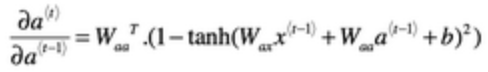 ∂a^⟨t⟩/∂a^⟨t-1⟩ = W_aa^T .(1 − tanh(W_ax x^⟨t-1⟩ + W_aa a^⟨t-1⟩ + b)^2)